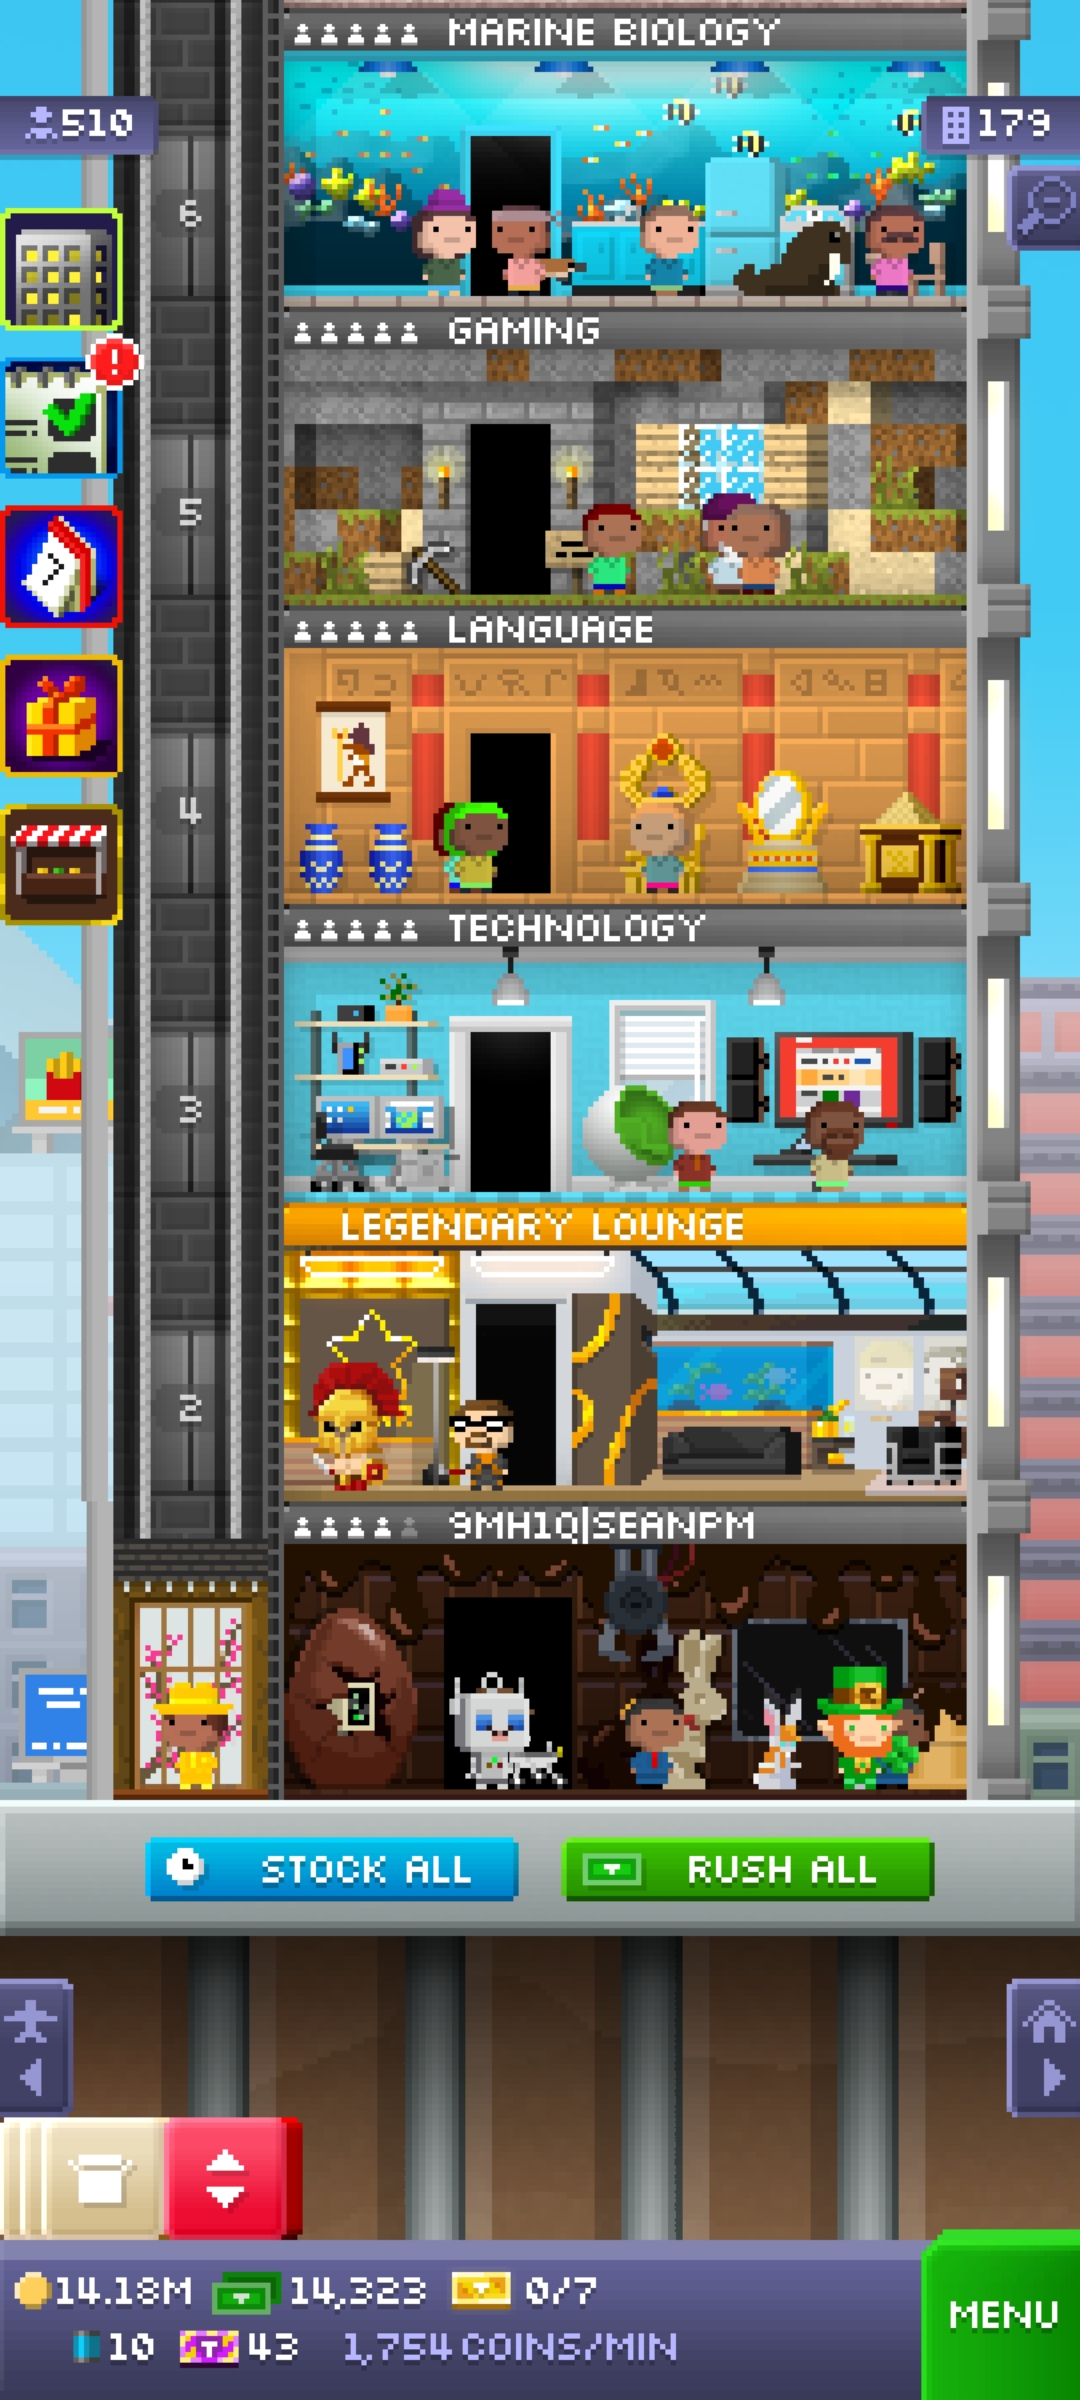 MARINE BIOLOGY
510
179
6
GAMING
5
LANGUAGE
4
TECHNOLOGY
3
LEGENDARY LOUNGE
2
9MH1Q|SEANPM
STOCK ALL
RUSH ALL
14.18M
14,323
0/7
MENU
10
43
1,754 COINS/MIN